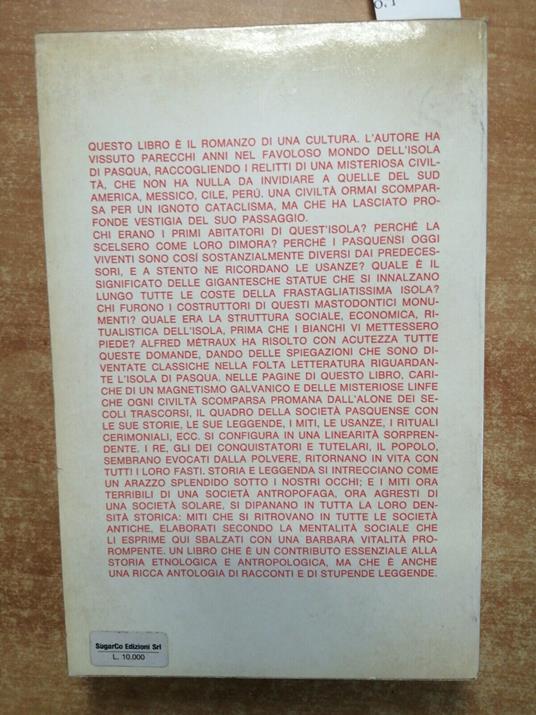 QUESTO LIBRO È IL ROMANZO DI UNA CULTURA. L'AUTORE HA
VISSUTO PARECCHI ANNI NEL FAVOLOSO MONDO DELL'ISOLA
DI PASQUA, RACCOGLIENDO I RELITTI DI UNA MISTERIOSA CIVIL-
TÀ, CHE NON HA NULLA DA INVIDIARE A QUELLE DEL SUD
AMERICA, MESSICO, CILE, PERÙ. UNA CIVILTÀ ORMAI SCOMPAR-
SA PER UN IGNOTO CATACLISMA, MA CHE HA LASCIATO PRO-
FONDE VESTIGIA DEL SUO PASSAGGIO.
CHI ERANO I PRIMI ABITATORI DI QUEST'ISOLA? PERCHÉ LA
SCELSERO COME LORO DIMORA? PERCHÉ I PASQUENSI OGGI
VIVENTI SONO COSÍ SOSTANZIALMENTE DIVERSI DAI PREDECES-
SORI, E A STENTO NE RICORDANO LE USANZE? QUALE È IL
SIGNIFICATO DELLE GIGANTESCHE STATUE CHE SI INNALZANO
LUNGO TUTTE LE COSTE DELLA FRASTAGLIATISSIMA ISOLA?
CHI FURONO I COSTRUTTORI DI QUESTI MASTODONTICI MONU-
MENTI? QUALE ERA LA STRUTTURA SOCIALE, ECONOMICA, RI-
TUALISTICA DELL'ISOLA, PRIMA CHE I BIANCHI VI METTESSERO
PIEDE? ALFRED MÉTRAUX HA RISOLTO CON ACUTEZZA TUTTE
QUESTE DOMANDE, DANDO DELLE SPIEGAZIONI CHE SONO DI-
VENTATE CLASSICHE NELLA FOLTA LETTERATURA RIGUARDAN-
TE L'ISOLA DI PASQUA. NELLE PAGINE DI QUESTO LIBRO, CARI-
CHE DI UN MAGNETISMO GALVANICO E DELLE MISTERIOSE LINFE
CHE OGNI CIVILTÀ SCOMPARSA PROMANA DALL'ALONE DEI SE-
COLI TRASCORSI, IL QUADRO DELLA SOCIETÀ PASQUENSE CON
LE SUE STORIE, LE SUE LEGGENDE, I MITI, LE USANZE, I RITUALI
CERIMONIALI, ECC. SI CONFIGURA IN UNA LINEARITÀ SORPREN-
DENTE. I RE, GLI DEI CONQUISTATORI E TUTELARI, IL POPOLO,
SEMBRANO EVOCATI DALLA POLVERE, RITORNANO IN VITA CON
TUTTI I LORO FASTI. STORIA E LEGGENDA SI INTRECCIANO COME
UN ARAZZO SPLENDIDO SOTTO I NOSTRI OCCHI; E I MITI ORA
TERRIBILI DI UNA SOCIETÀ ANTROPOFAGA, ORA AGRESTI DI
UNA SOCIETÀ SOLARE, SI DIPANANO IN TUTTA LA LORO DEN-
SITÀ STORICA: MITI CHE SI RITROVANO IN TUTTE LE SOCIETÀ
ANTICHE, ELABORATI SECONDO LA MENTALITÀ SOCIALE CHE
LI ESPRIME QUI SBALZATI CON UNA BARBARA VITALITÀ PRO-
ROMPENTE. UN LIBRO CHE È UN CONTRIBUTO ESSENZIALE ALLA
STORIA ETNOLOGICA E ANTROPOLOGICA, MA CHE È ANCHE
UNA RICCA ANTOLOGIA DI RACCONTI E DI STUPENDE LEGGENDE.
SugarCo Edizioni Srl
L. 10.000